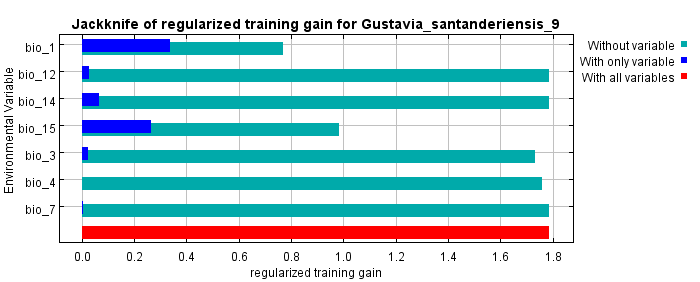 Jackknife of regularized training gain for Gustavia_santanderiensis_9
Environmental Variable
bio_1
bio_12
bio_14
bio_15
bio_3
bio_4
bio_7
0.0 0.2 0.4 0.6 0.8 1.0 1.2 1.4 1.6 1.8
regularized training gain
Without variable
With only variable
With all variables